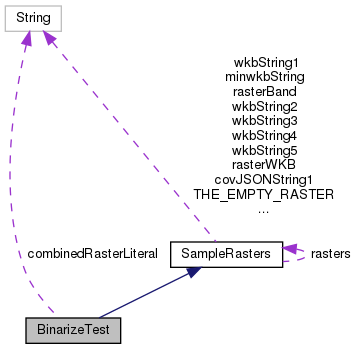 String
wkbString1
minwkbString
rasterBand
wkbString2
wkbString3
wkbString4
wkbString5
rasterWKB
covJSONString1
THE_EMPTY_RASTER
...
combinedRasterLiteral
SampleRasters
rasters
BinarizeTest